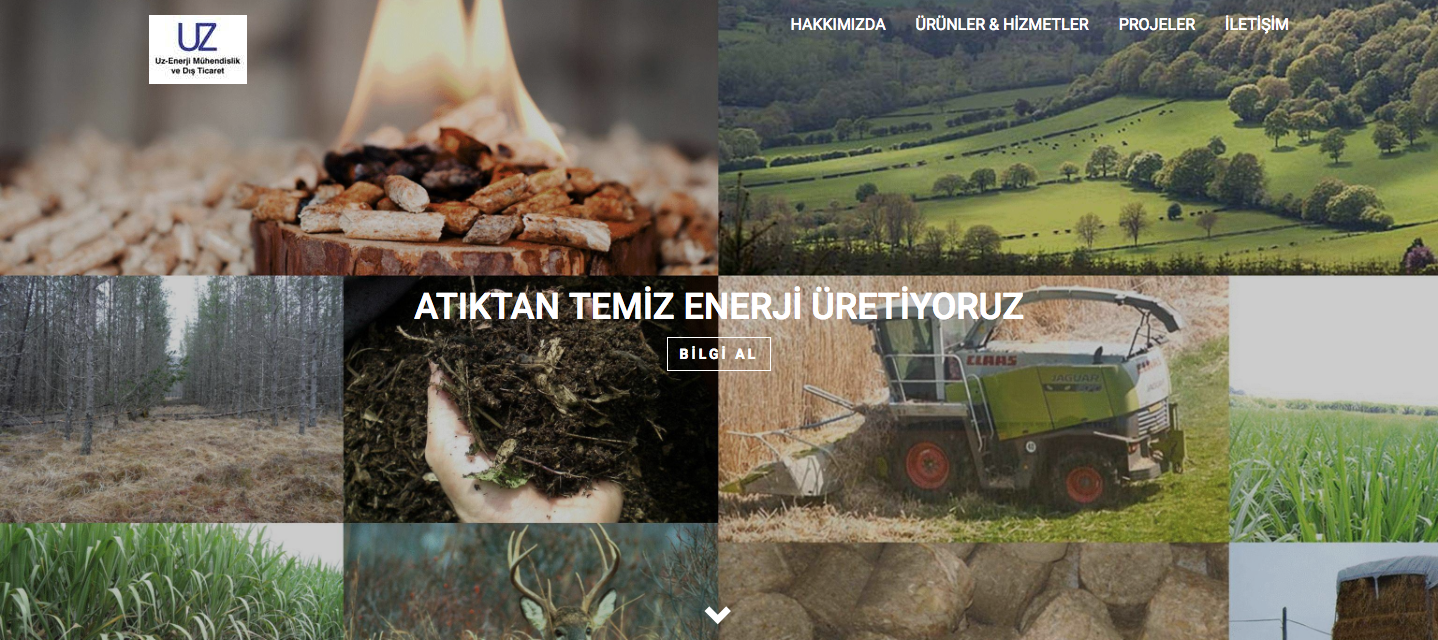 UZ
Uz-Enerji Mühendislik
ve Dış Ticaret
HAKKIMIZDA ÜRÜNLER & HİZMETLER PROJELER İLETİŞİM
ATIKTAN TEMİZ ENERJİ ÜRETİYORUZ
BİLGİ AL
CLAAS
JAGUAR